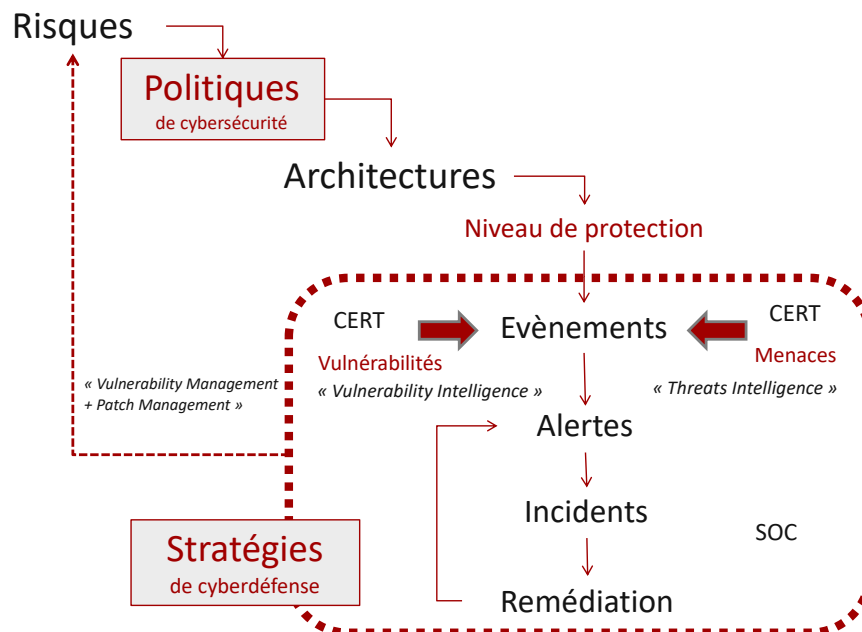 Risques
Politiques
de cybersécurité
Architectures
Niveau de protection
CERT
Evènements
CERT
Vulnérabilités
Menaces
« Vulnerability Management
+ Patch Management »
« Vulnerability Intelligence »
« Threats Intelligence »
Alertes
Incidents
SOC
Stratégies
de cyberdéfense
Remédiation